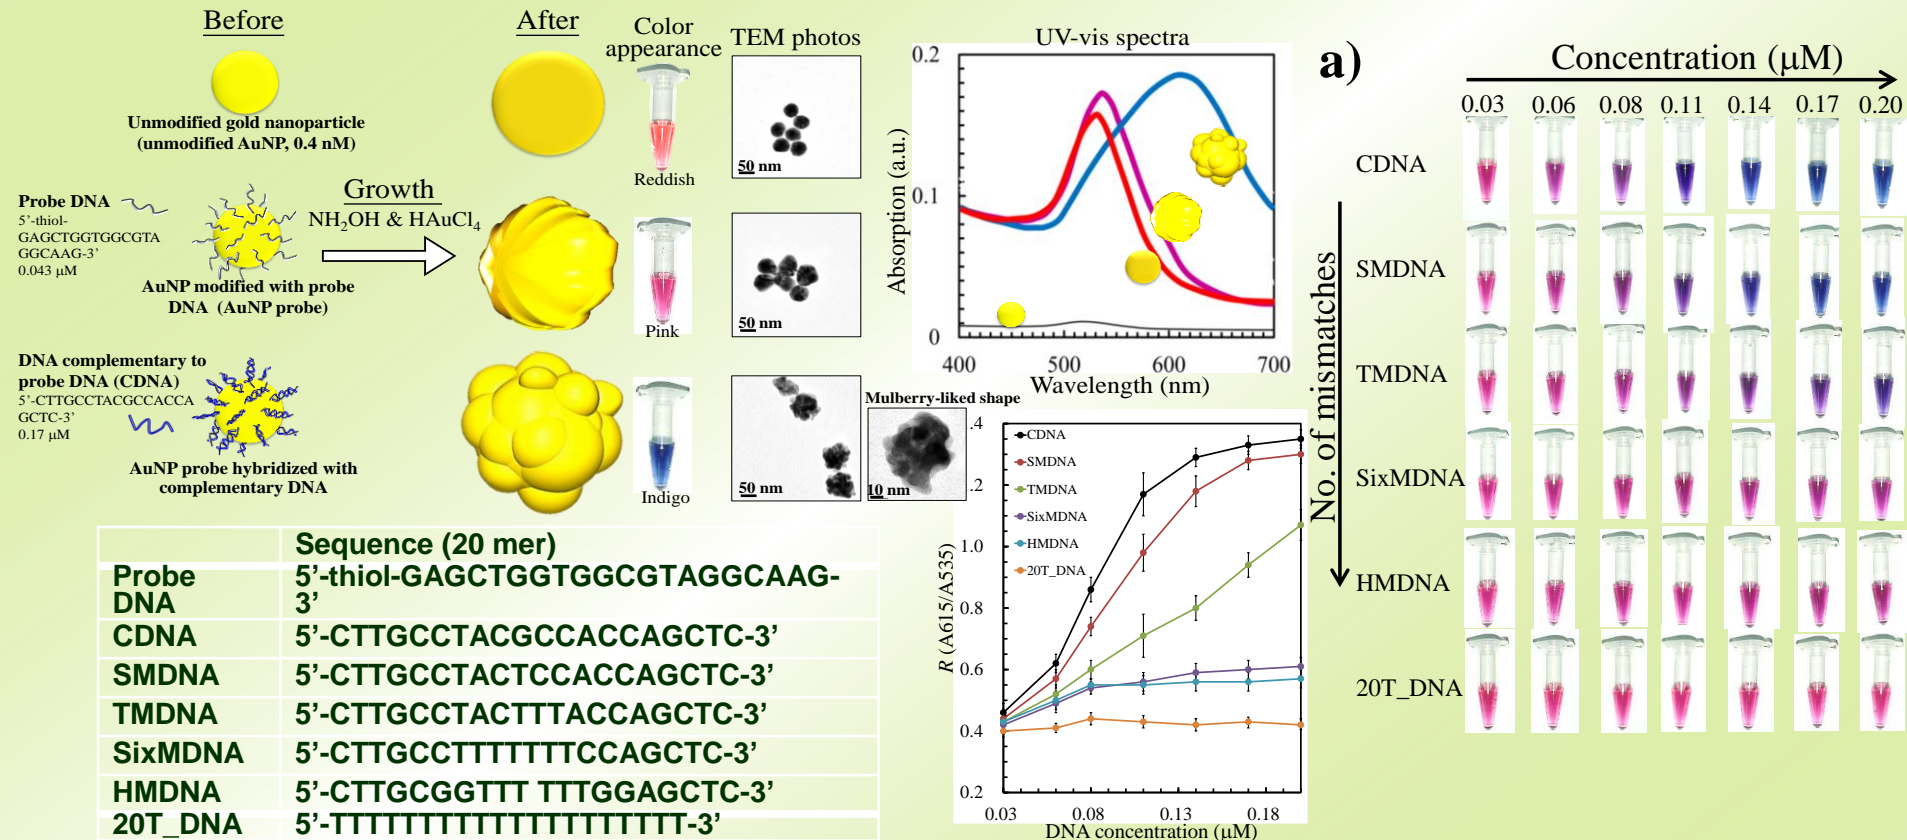 Before
After
Color
appearance
TEM photos
UV-vis spectra
a)
Concentration (µM)
Unmodified gold nanoparticle
(unmodified AuNP, 0.4 nM)
Reddish
50 nm
Probe DNA
5’-thiol-
GAGCTGGTGGCGTA
GGCAAG-3’
0.043 µM
Growth
NH2OH & HAuCl4
AuNP modified with probe
DNA (AuNP probe)
Pink
50 nm
DNA complementary to
probe DNA (CDNA)
5’-CTTGCCTACGCCACCA
GCTC-3’
0.17 µM
AuNP probe hybridized with
complementary DNA
Indigo
50 nm
Mulberry-liked shape
10 nm
Absorption (a.u.)
0.2
0.1
0
400 500 600 700
Wavelength (nm)
0.03 0.06 0.08 0.11 0.14 0.17 0.20
No. of mismatches
CDNA
SMDNA
TMDNA
SixMDNA
HMDNA
20T_DNA
R (A615/A535)
.4
.2
1.0
0.8
0.6
0.4
0.2
CDNA
SMDNA
TMDNA
SixMDNA
HMDNA
20T_DNA
0.03 0.08 0.13 0.18
DNA concentration (µM)
Sequence (20 mer)
Probe DNA 5’-thiol-GAGCTGGTGGCGTAGGCAAG-3’
CDNA 5’-CTTGCCTACGCCACCAGCTC-3’
SMDNA 5’-CTTGCCTACTCCACCAGCTC-3’
TMDNA 5’-CTTGCCTACTTTACCAGCTC-3’
SixMDNA 5’-CTTGCCTTTTTTTCCAGCTC-3’
HMDNA 5’-CTTGCGGTTT TTTGGAGCTC-3’
20T_DNA 5’-TTTTTTTTTTTTTTTTTTTT-3’